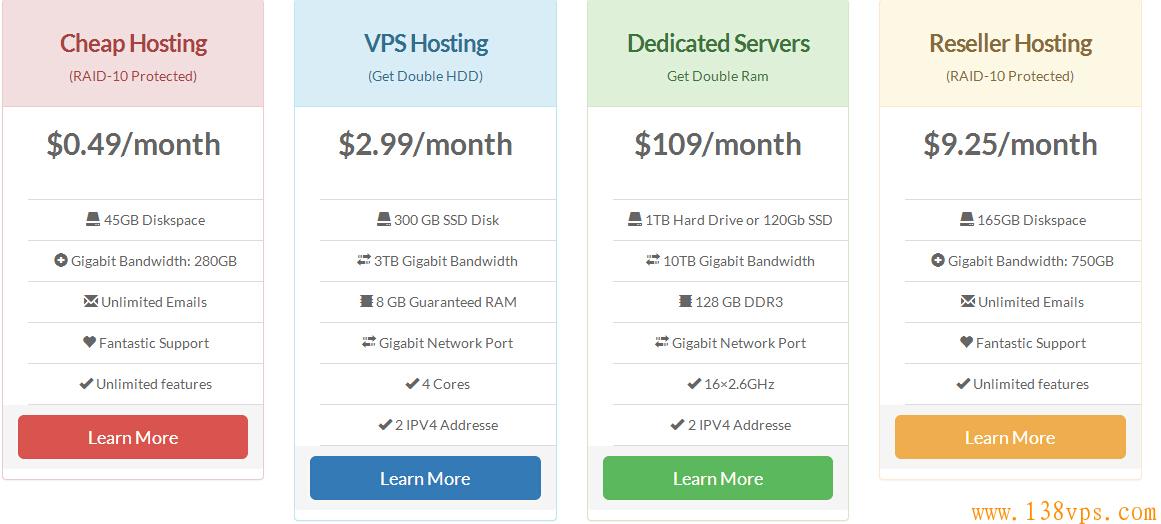 Cheap Hosting
(RAID-10 Protected)
$0.49/month
45GB Diskspace
Gigabit Bandwidth: 280GB
Unlimited Emails
Fantastic Support
Unlimited features
Learn More
VPS Hosting
(Get Double HDD)
$2.99/month
300 GB SSD Disk
3TB Gigabit Bandwidth
8 GB Guaranteed RAM
Gigabit Network Port
4 Cores
2 IPV4 Addresse
Learn More
Dedicated Servers
Get Double Ram
$109/month
1TB Hard Drive or 120Gb SSD
10TB Gigabit Bandwidth
128 GB DDR3
Gigabit Network Port
16×2.6GHz
2 IPV4 Addresse
Learn More
Reseller Hosting
(RAID-10 Protected)
$9.25/month
165GB Diskspace
Gigabit Bandwidth: 750GB
Unlimited Emails
Fantastic Support
Unlimited features
Learn More
www.138vps.com